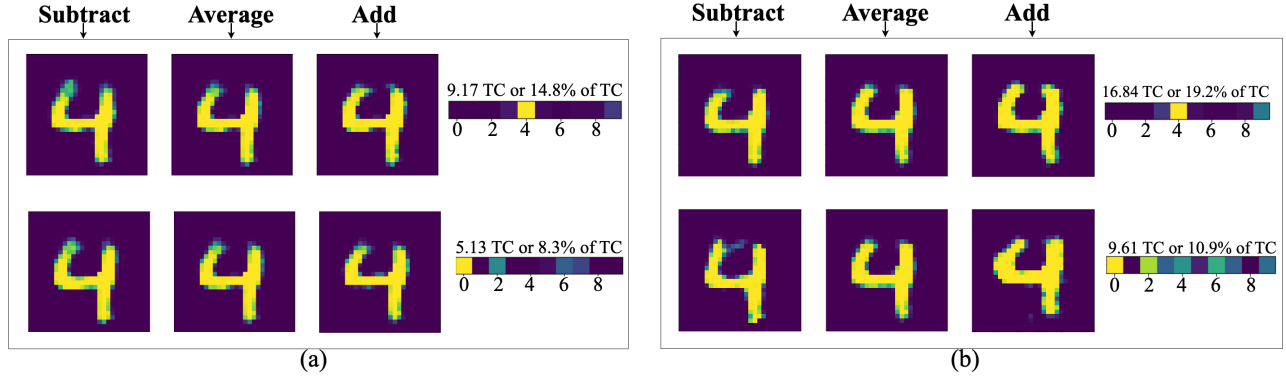 Subtract Average Add
9.17 TC or 14.8% of TC
0 2 4 6 8
5.13 TC or 8.3% of TC
0 2 4 6 8
(a)
Subtract Average Add
16.84 TC or 19.2% of TC
0 2 4 6 8
9.61 TC or 10.9% of TC
0 2 4 6 8
(b)